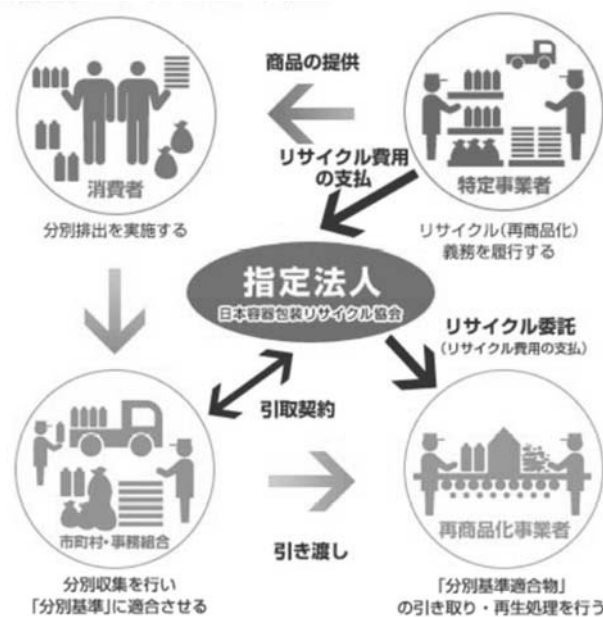 商品の提供
消費者
分別排出を実施する
リサイクル費用
の支払
特定事業者
リサイクル(再商品化)
義務を履行する
指定法人
日本容器包装リサイクル協会
リサイクル委託
(リサイクル費用の支払)
引取契約
市町村・事務組合
分別収集を行い
「分別基準」に適合させる
引き渡し
再商品化事業者
「分別基準適合物」
の引き取り・再生処理を行う